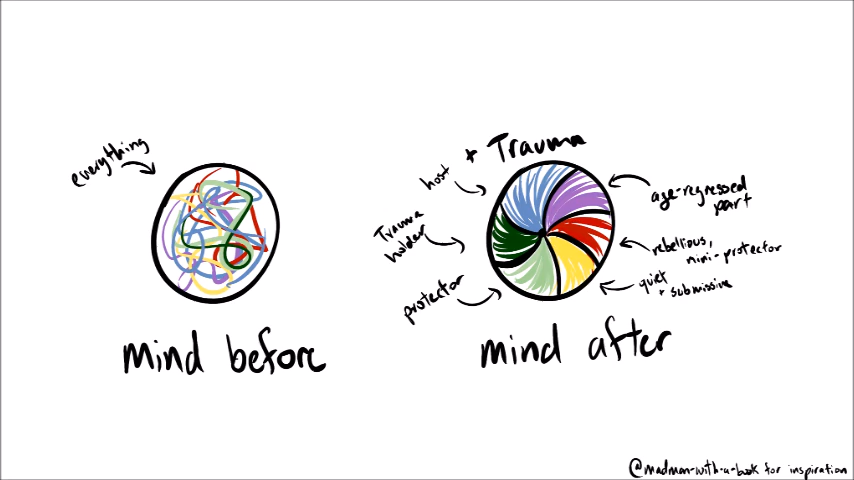 everything
mind before
+ Trauma
host
Trauma
holder
protector
age-regressed
part
rebellious,
mini-protector
quiet
+ submissive
mind after
@madman-with-a-book for inspiration